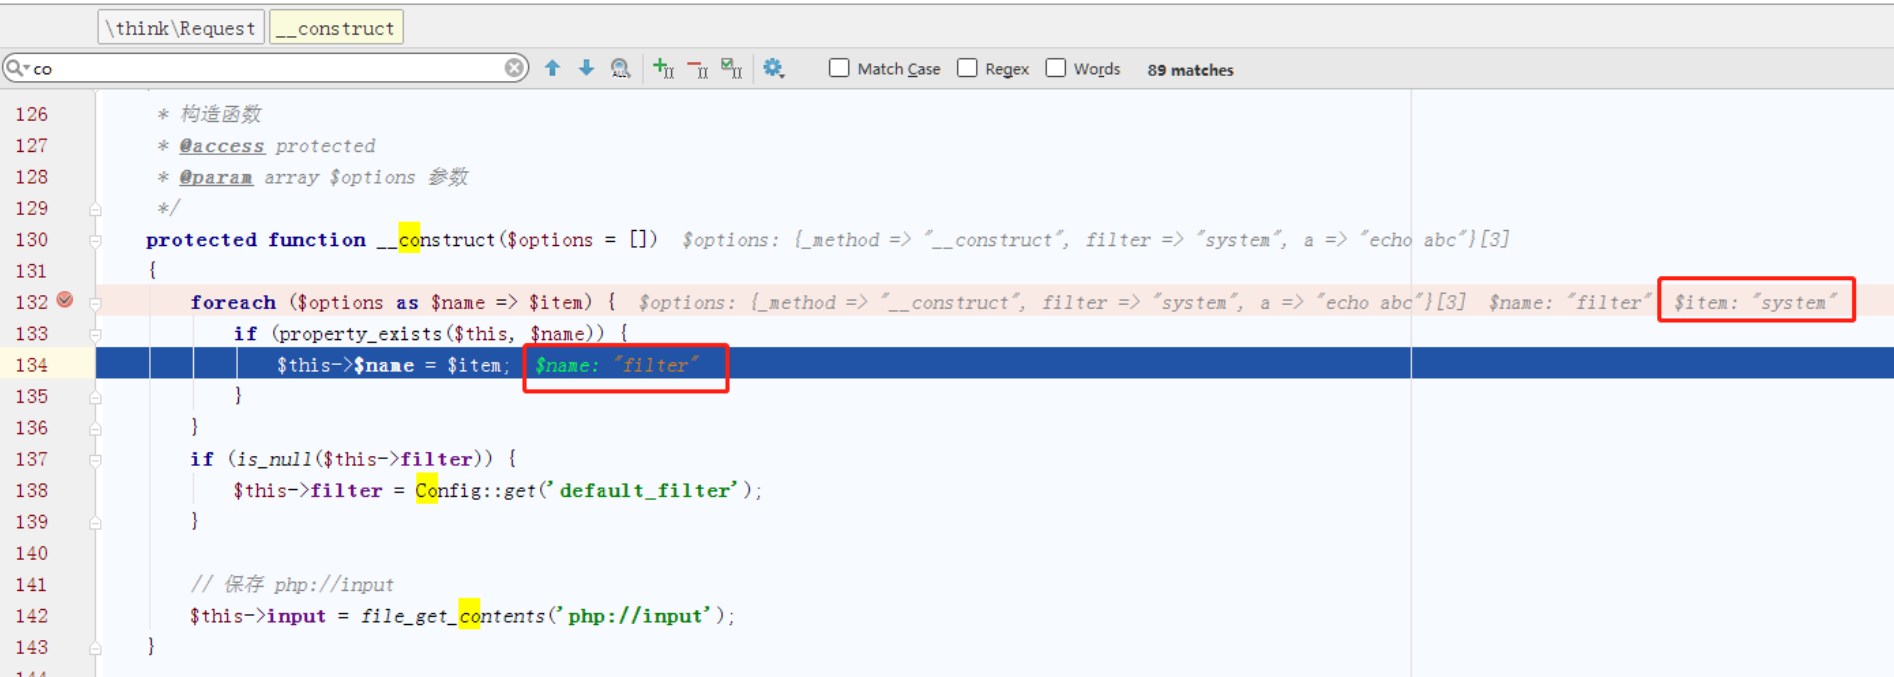 \think\Request __construct
co Match Case Regex Words 89 matches
126 * 构造函数
127 * @access protected
128 * @param array $options 参数
129 */
130 protected function __construct($options = []) $options: {_method => "__construct", filter => "system", a => "echo abc"}[3]
131 {
132 foreach ($options as $name => $item) { $options: {_method => "__construct", filter => "system", a => "echo abc"}[3] $name: "filter" $item: "system"
133 if (property_exists($this, $name)) {
134 $this->$name = $item; $name: "filter"
135 }
136 }
137 if (is_null($this->filter)) {
138 $this->filter = Config::get('default_filter');
139 }
140
141 // 保存 php://input
142 $this->input = file_get_contents('php://input');
143 }